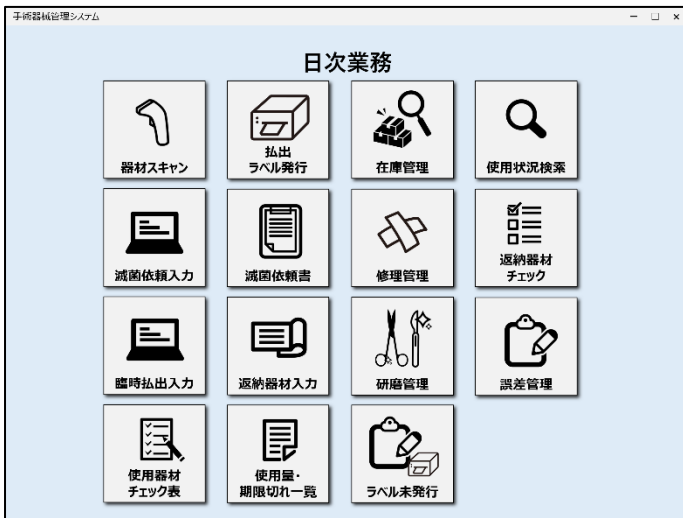 手術器械管理システム
日次業務
器材スキャン
払出
ラベル発行
在庫管理
使用状況検索
滅菌依頼入力
滅菌依頼書
修理管理
返納器材
チェック
臨時払出入力
返納器材入力
研磨管理
誤差管理
使用器材
チェック表
使用量・
期限切れ一覧
ラベル未発行